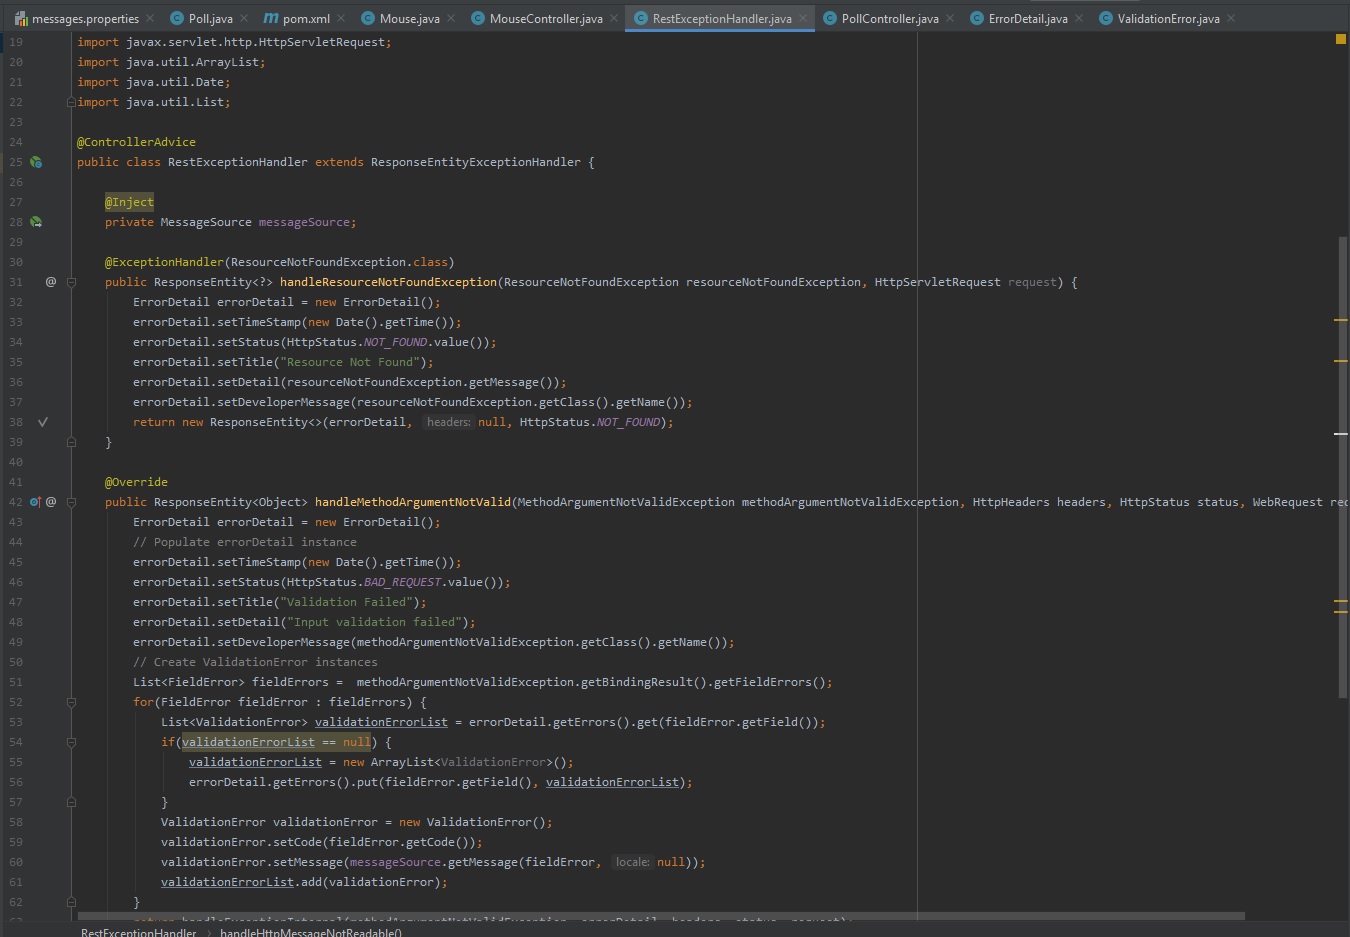 messages.properties Poll.java m pom.xml Mouse.java MouseController.java RestExceptionHandler.java PollController.java ErrorDetail.java ValidationError.java
19 import javax.servlet.http.HttpServletRequest;
20 import java.util.ArrayList;
21 import java.util.Date;
22 import java.util.List;
23
24 @ControllerAdvice
25 public class RestExceptionHandler extends ResponseEntityExceptionHandler {
26
27 @Inject
28 private MessageSource messageSource;
29
30 @ExceptionHandler(ResourceNotFoundException.class)
31 @ public ResponseEntity<?> handleResourceNotFoundException(ResourceNotFoundException resourceNotFoundException, HttpServletRequest request) {
32 ErrorDetail errorDetail = new ErrorDetail();
33 errorDetail.setTimeStamp(new Date().getTime());
34 errorDetail.setStatus(HttpStatus.NOT_FOUND.value());
35 errorDetail.setTitle("Resource Not Found");
36 errorDetail.setDetail(resourceNotFoundException.getMessage());
37 errorDetail.setDeveloperMessage(resourceNotFoundException.getClass().getName());
38 return new ResponseEntity<>(errorDetail, headers: null, HttpStatus.NOT_FOUND);
39 }
40
41 @Override
42 @ public ResponseEntity<Object> handleMethodArgumentNotValid(MethodArgumentNotValidException methodArgumentNotValidException, HttpHeaders headers, HttpStatus status, WebRequest req
43 ErrorDetail errorDetail = new ErrorDetail();
44 // Populate errorDetail instance
45 errorDetail.setTimeStamp(new Date().getTime());
46 errorDetail.setStatus(HttpStatus.BAD_REQUEST.value());
47 errorDetail.setTitle("Validation Failed");
48 errorDetail.setDetail("Input validation failed");
49 errorDetail.setDeveloperMessage(methodArgumentNotValidException.getClass().getName());
50 // Create ValidationError instances
51 List<FieldError> fieldErrors =  methodArgumentNotValidException.getBindingResult().getFieldErrors();
52 for(FieldError fieldError : fieldErrors) {
53 List<ValidationError> validationErrorList = errorDetail.getErrors().get(fieldError.getField());
54 if(validationErrorList == null) {
55 validationErrorList = new ArrayList<ValidationError>();
56 errorDetail.getErrors().put(fieldError.getField(), validationErrorList);
57 }
58 ValidationError validationError = new ValidationError();
59 validationError.setCode(fieldError.getCode());
60 validationError.setMessage(messageSource.getMessage(fieldError, locale: null));
61 validationErrorList.add(validationError);
62 }
63 return handleExceptionInternal(methodArgumentNotValidException, errorDetail, headers, status, request);
RestExceptionHandler > handleHttpMessageNotReadable()